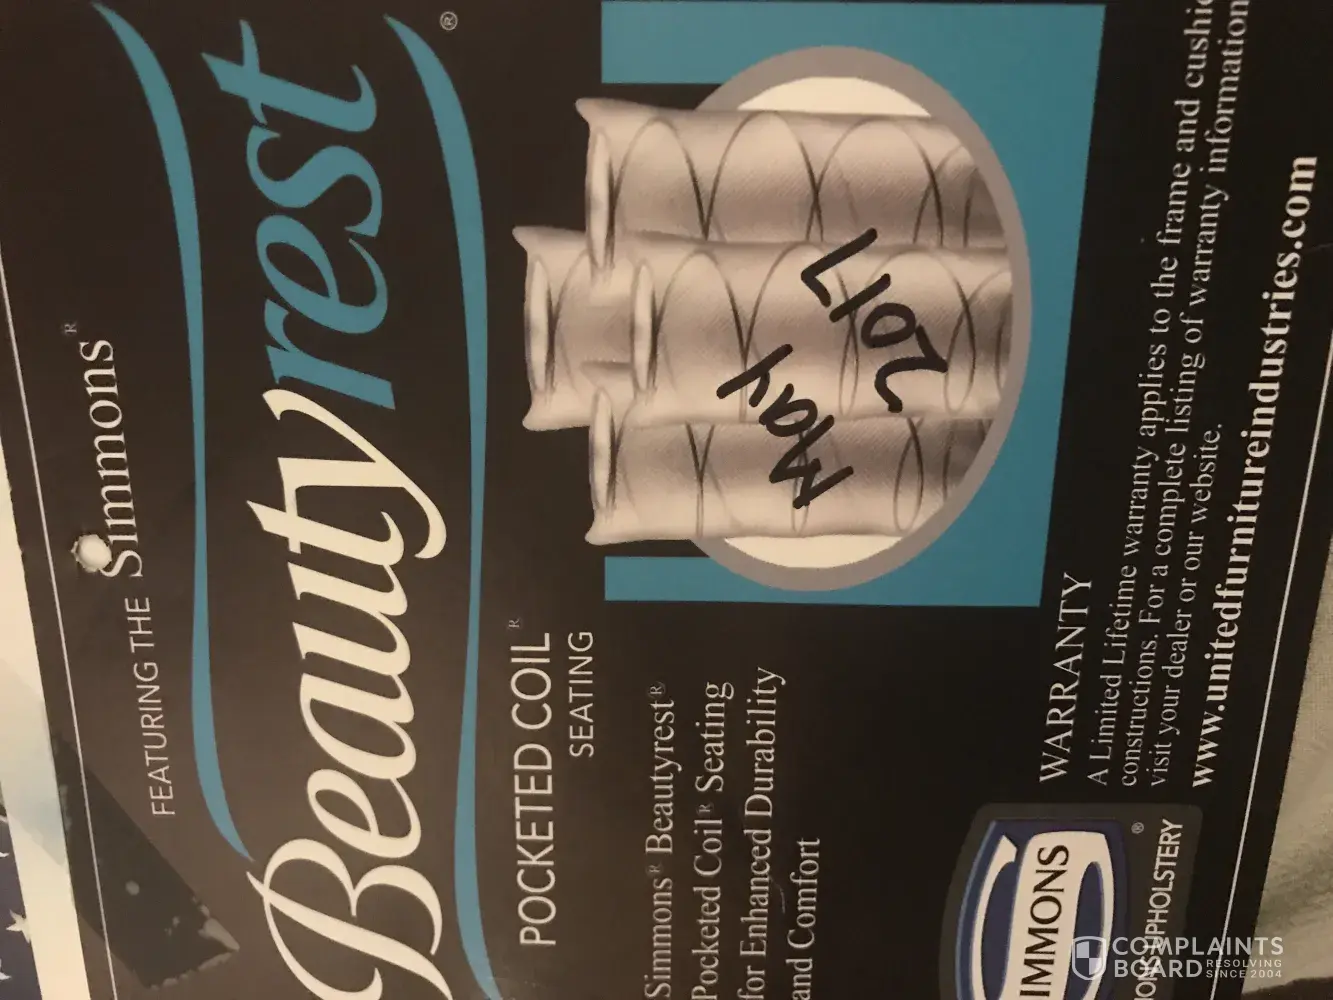 FEATURING THE Simmons®
Beautyrest®
POCKETED COIL®
SEATING
May
2017
Simmons® Beautyrest®
Pocketed Coil® Seating
for Enhanced Durability
and Comfort
WARRANTY
A Limited Lifetime warranty applies to the frame and
constructions. For a complete listing of warranty information
visit your dealer or our website.
www.unitedfurnitureindustries.com
IMMONS®
UPHOLSTERY
COMPLAINTS
BOARD RESOLVING
SINCE 2004